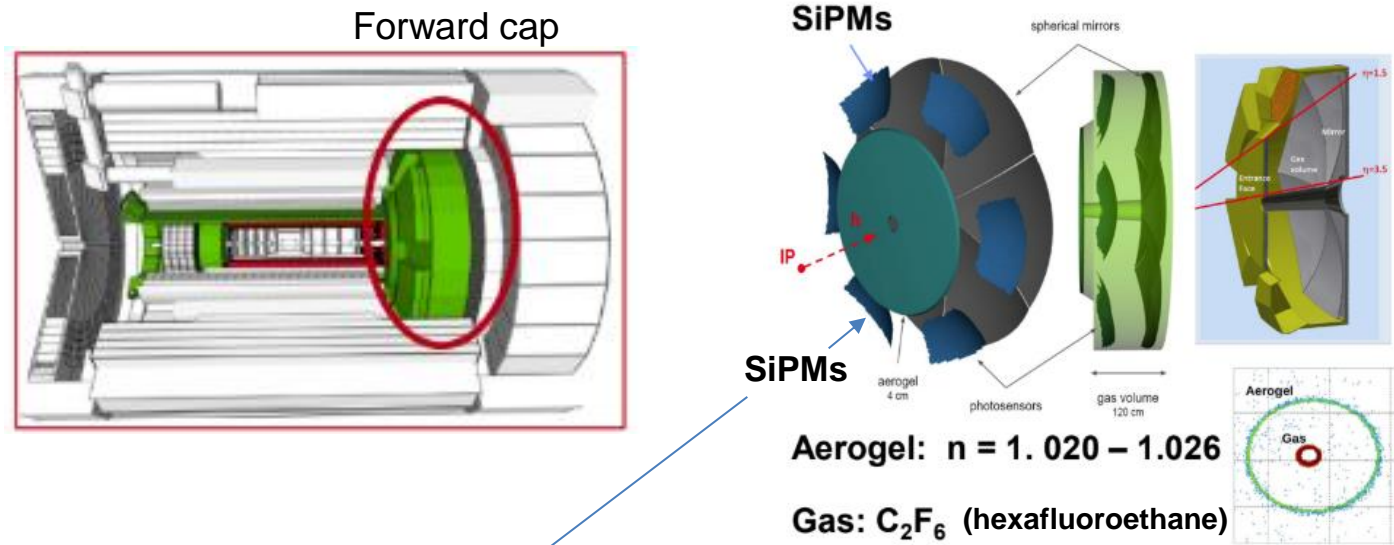 Forward cap
SiPMs
spherical mirrors
η=1.5
Mirror
Gas
volume
Entrance
Face
η=3.5
n
IP
SiPMs
aerogel
4 cm
photosensors
gas volume
120 cm
Aerogel
Gas
Aerogel: n = 1. 020 – 1.026
Gas: C₂F₆ (hexafluoroethane)